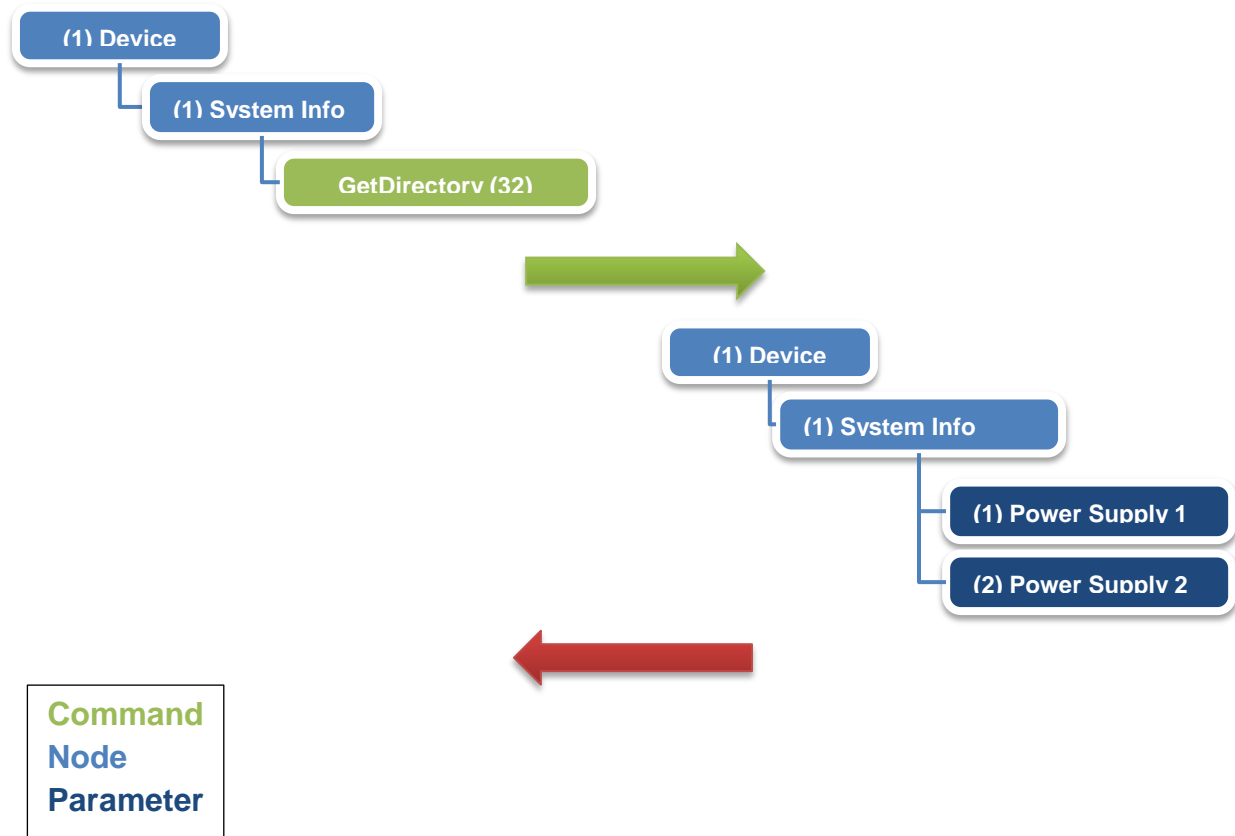 (1) Device
(1) System Info
GetDirectory (32)
(1) Device
(1) System Info
(1) Power Supply 1
(2) Power Supply 2
Command
Node
Parameter